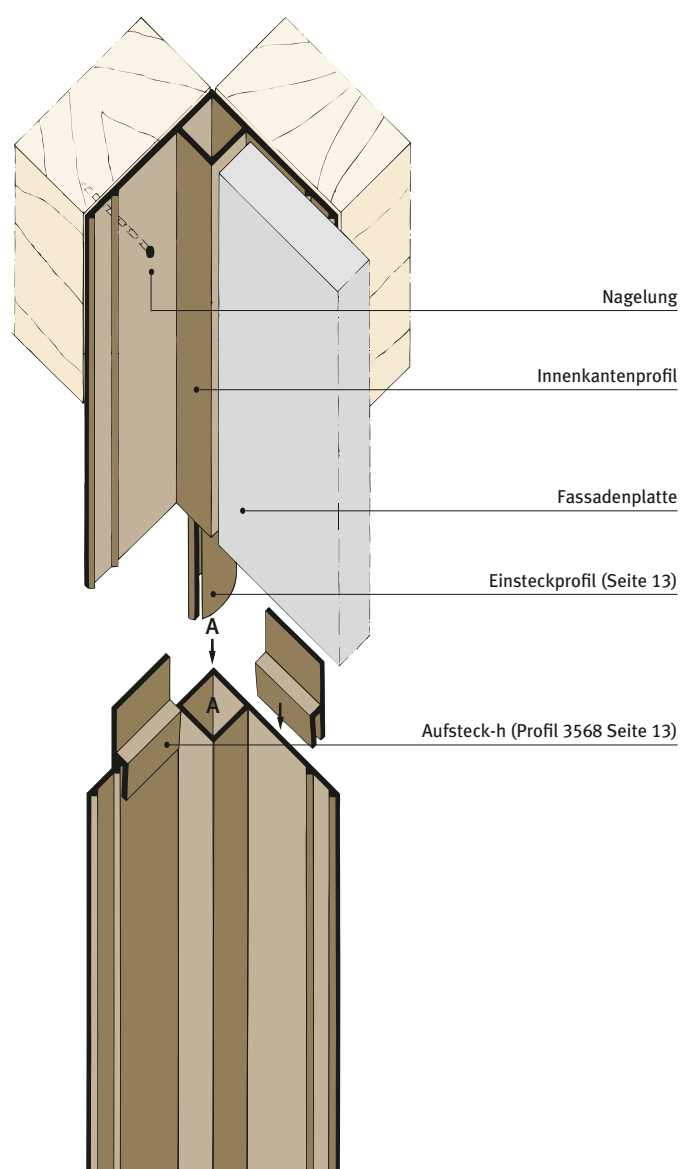 Nagelung
Innenkantenprofil
Fassadenplatte
Einsteckprofil (Seite 13)
A
A
Aufsteck-h (Profil 3568 Seite 13)